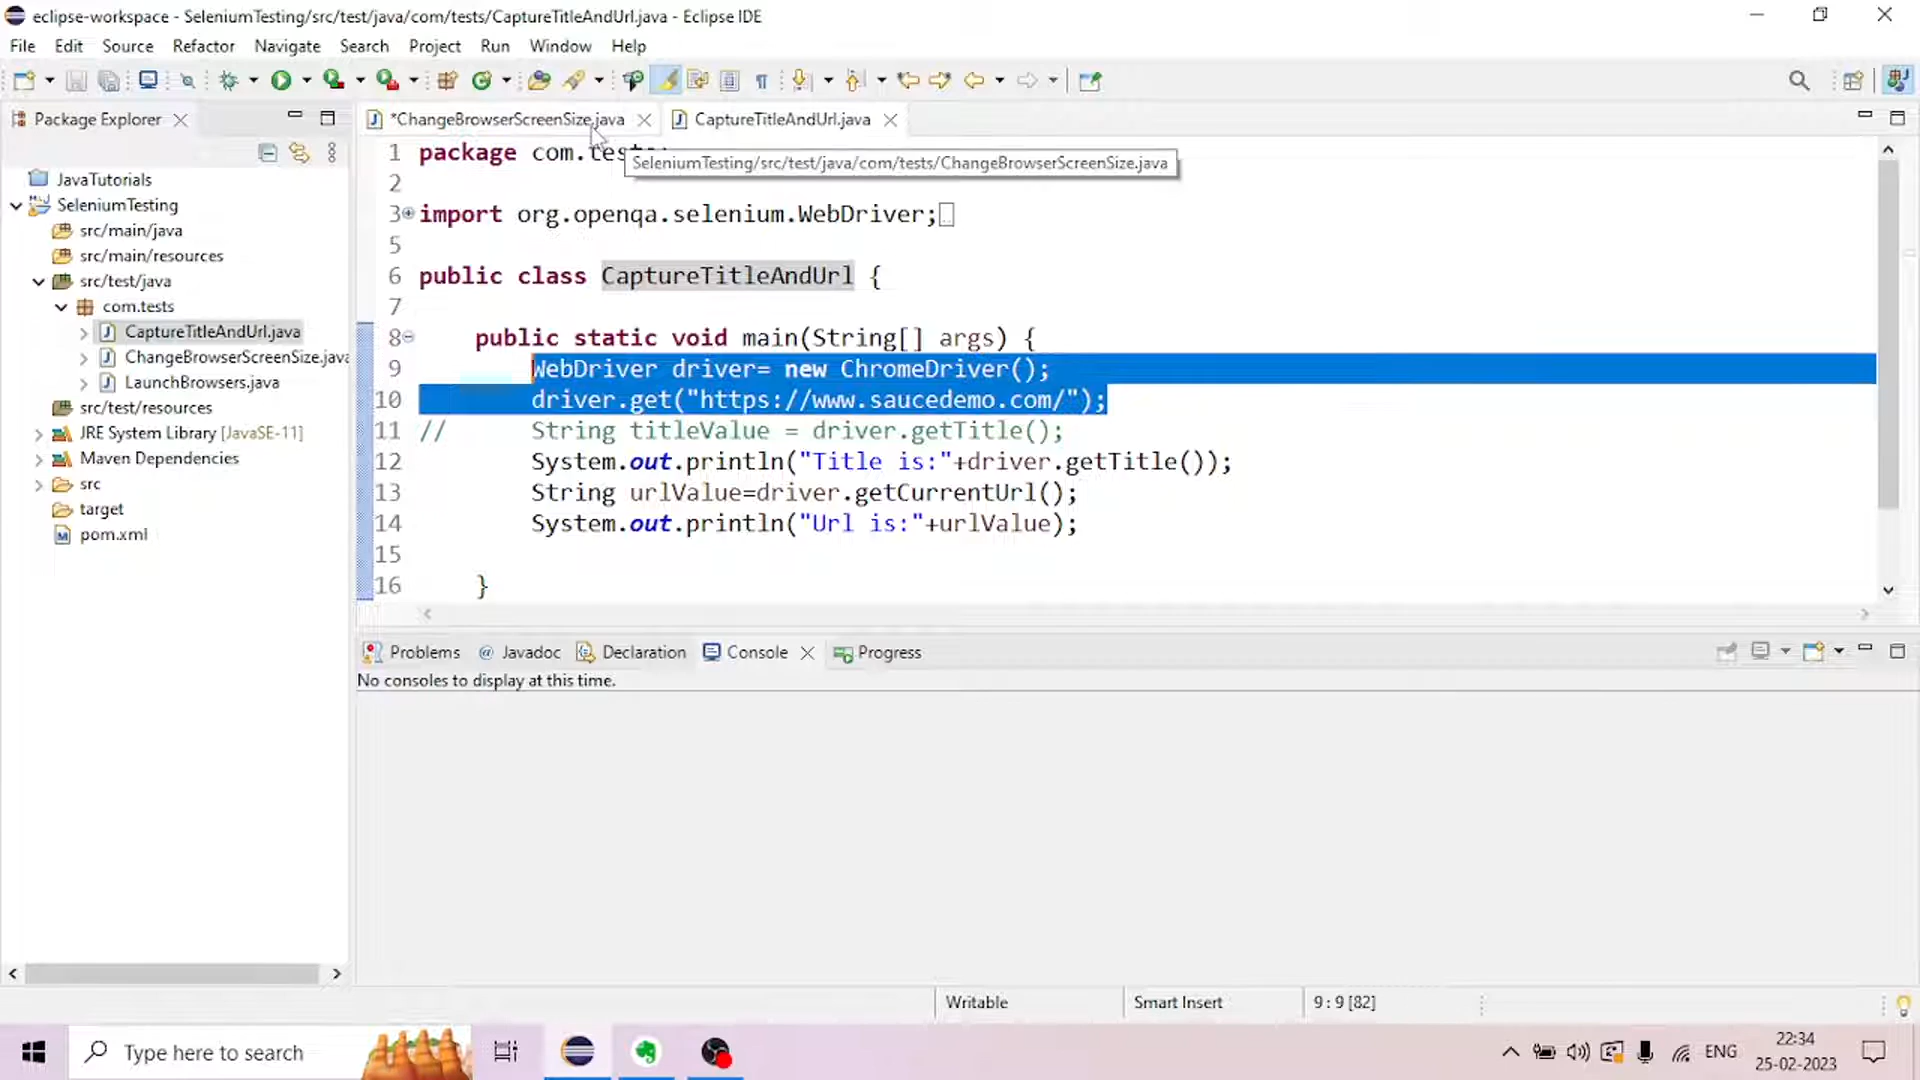 eclipse-workspace - SeleniumTesting/src/test/java/com/tests/CaptureTitleAndUrl.java - Eclipse IDE
File Edit Source Refactor Navigate Search Project Run Window Help
Package Explorer
*ChangeBrowserScreenSize.java
CaptureTitleAndUrl.java
SeleniumTesting/src/test/java/com/tests/ChangeBrowserScreenSize.java
JavaTutorials
SeleniumTesting
src/main/java
src/main/resources
src/test/java
com.tests
CaptureTitleAndUrl.java
ChangeBrowserScreenSize.java
LaunchBrowsers.java
src/test/resources
JRE System Library [JavaSE-11]
Maven Dependencies
src
target
pom.xml
1 package com.tests;
2
3 import org.openqa.selenium.WebDriver;
5
6 public class CaptureTitleAndUrl {
7
8 public static void main(String[] args) {
9 WebDriver driver= new ChromeDriver();
10 driver.get("https://www.saucedemo.com/");
11 // String titleValue = driver.getTitle();
12 System.out.println("Title is:"+driver.getTitle());
13 String urlValue=driver.getCurrentUrl();
14 System.out.println("Url is:"+urlValue);
15
16 }
Problems @ Javadoc Declaration Console Progress
No consoles to display at this time.
Writable Smart Insert 9 : 9 [82]
Type here to search
ENG
22:34
25-02-2023